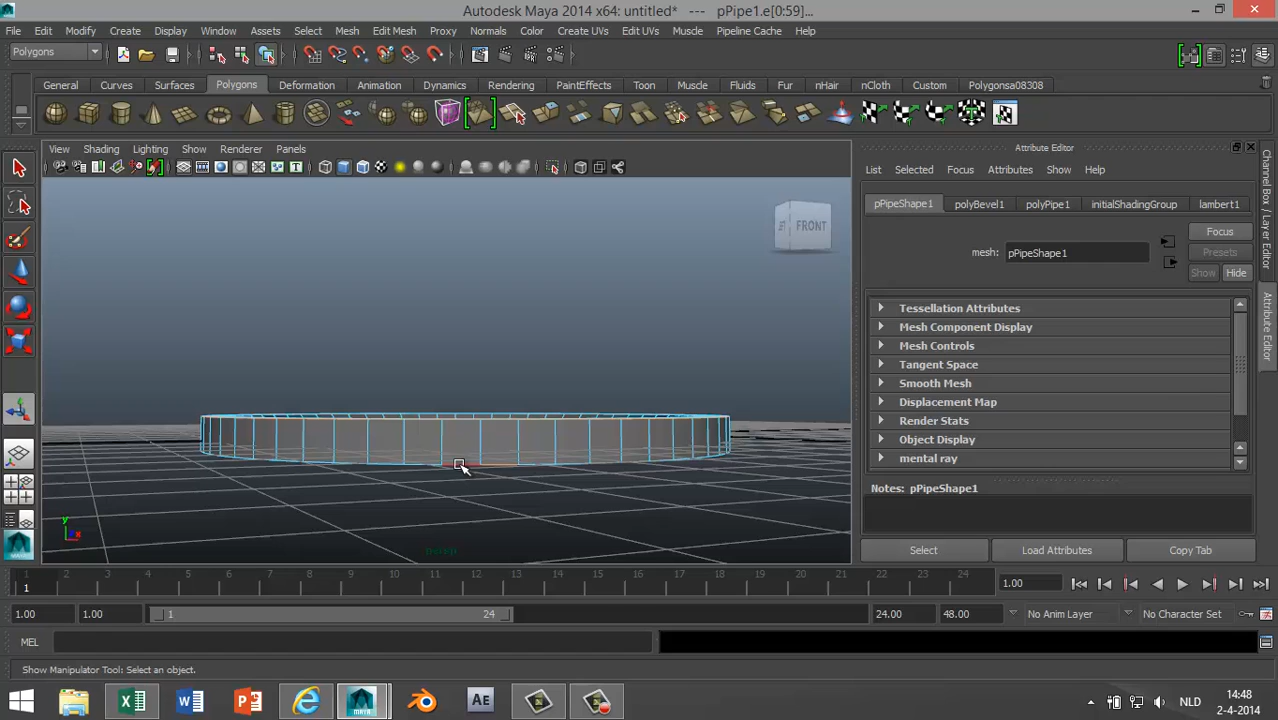 Autodesk Maya 2014 x64: untitled* --- pPipe1.e[0:59]...
File Edit Modify Create Display Window Assets Select Mesh Edit Mesh Proxy Normals Color Create UVs Edit UVs Muscle Pipeline Cache Help
Polygons
General Curves Surfaces Polygons Deformation Animation Dynamics Rendering PaintEffects Toon Muscle Fluids Fur nHair nCloth Custom Polygonsa08308
View Shading Lighting Show Renderer Panels
Attribute Editor
List Selected Focus Attributes Show Help
pPipeShape1 polyBevel1 polyPipe1 initialShadingGroup lambert1
FRONT
Focus
mesh: pPipeShape1
Presets
Show Hide
Tessellation Attributes
Mesh Component Display
Mesh Controls
Tangent Space
Smooth Mesh
Displacement Map
Render Stats
Object Display
mental ray
Notes: pPipeShape1
Select Load Attributes Copy Tab
Channel Box / Layer Editor
Attribute Editor
y
x
persp
1 2 3 4 5 6 7 8 9 10 11 12 13 14 15 16 17 18 19 20 21 22 23 24
1
1.00
1.00 1.00 1 24 24.00 48.00 No Anim Layer No Character Set
MEL
Show Manipulator Tool: Select an object.
NLD
14:48
2-4-2014